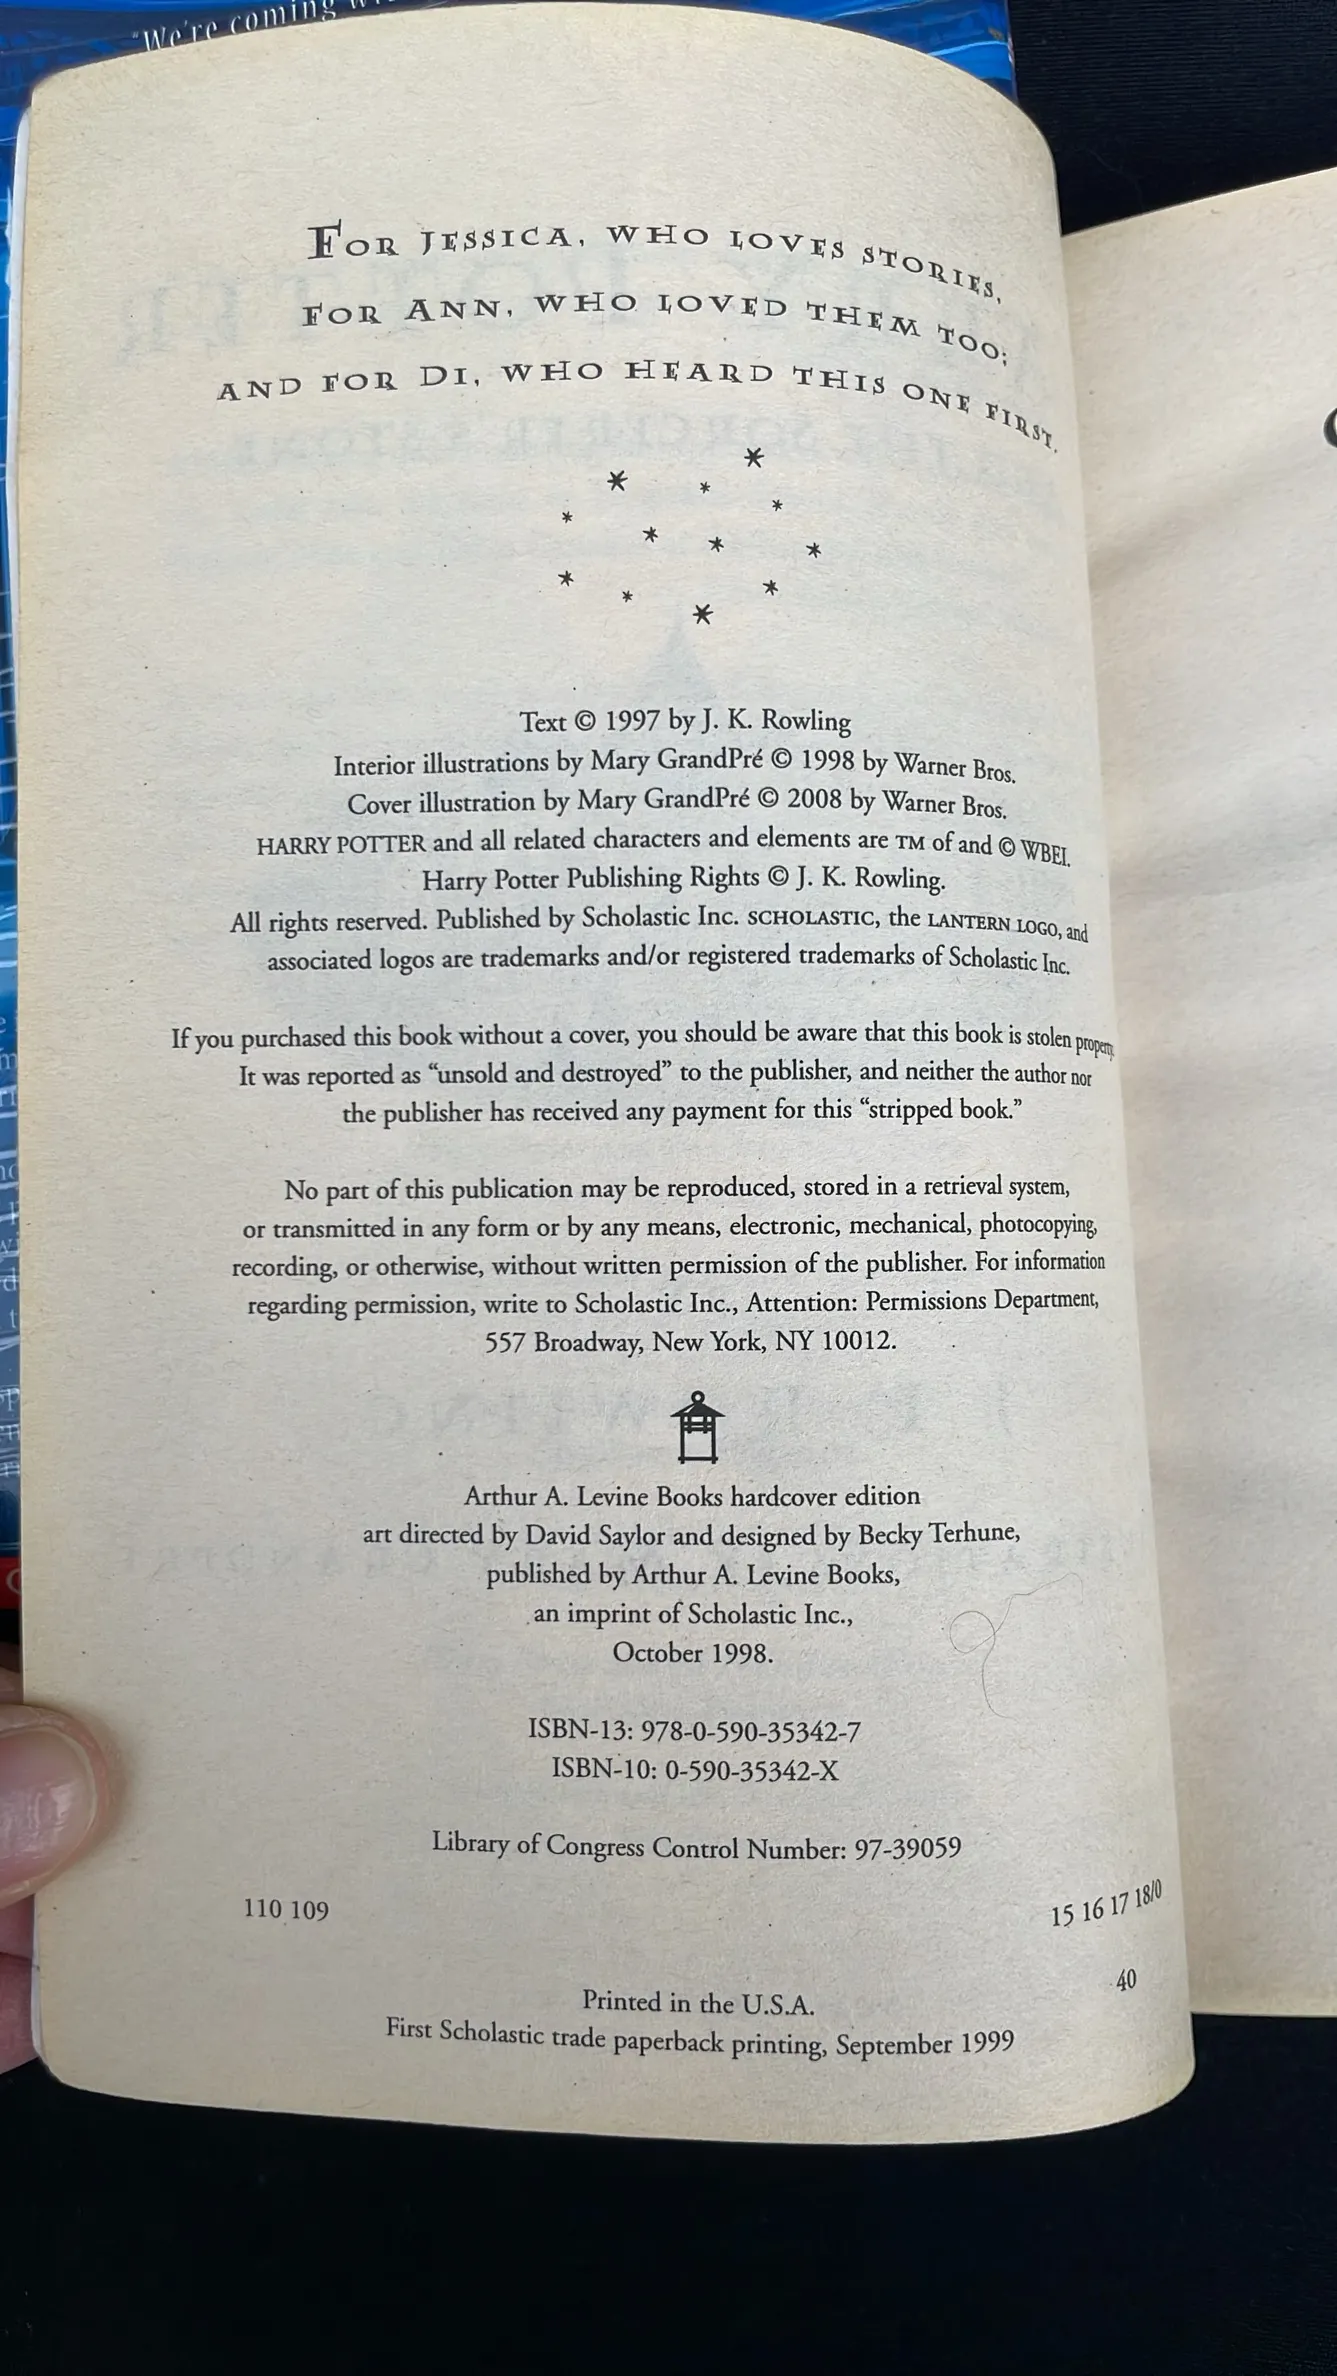 "We're coming
FOR JESSICA, WHO LOVES STORIES,
FOR ANN, WHO LOVED THEM TOO;
AND FOR DI, WHO HEARD THIS ONE FIRST.
Text © 1997 by J. K. Rowling
Interior illustrations by Mary GrandPré © 1998 by Warner Bros.
Cover illustration by Mary GrandPré © 2008 by Warner Bros.
HARRY POTTER and all related characters and elements are TM of and © WBEI.
Harry Potter Publishing Rights © J. K. Rowling.
All rights reserved. Published by Scholastic Inc. SCHOLASTIC, the LANTERN LOGO, and
associated logos are trademarks and/or registered trademarks of Scholastic Inc.
If you purchased this book without a cover, you should be aware that this book is stolen property.
It was reported as “unsold and destroyed” to the publisher, and neither the author nor
the publisher has received any payment for this “stripped book.”
No part of this publication may be reproduced, stored in a retrieval system,
or transmitted in any form or by any means, electronic, mechanical, photocopying,
recording, or otherwise, without written permission of the publisher. For information
regarding permission, write to Scholastic Inc., Attention: Permissions Department,
557 Broadway, New York, NY 10012.
Arthur A. Levine Books hardcover edition
art directed by David Saylor and designed by Becky Terhune,
published by Arthur A. Levine Books,
an imprint of Scholastic Inc.,
October 1998.
ISBN-13: 978-0-590-35342-7
ISBN-10: 0-590-35342-X
Library of Congress Control Number: 97-39059
110 109 15 16 17 18/0
40
Printed in the U.S.A.
First Scholastic trade paperback printing, September 1999